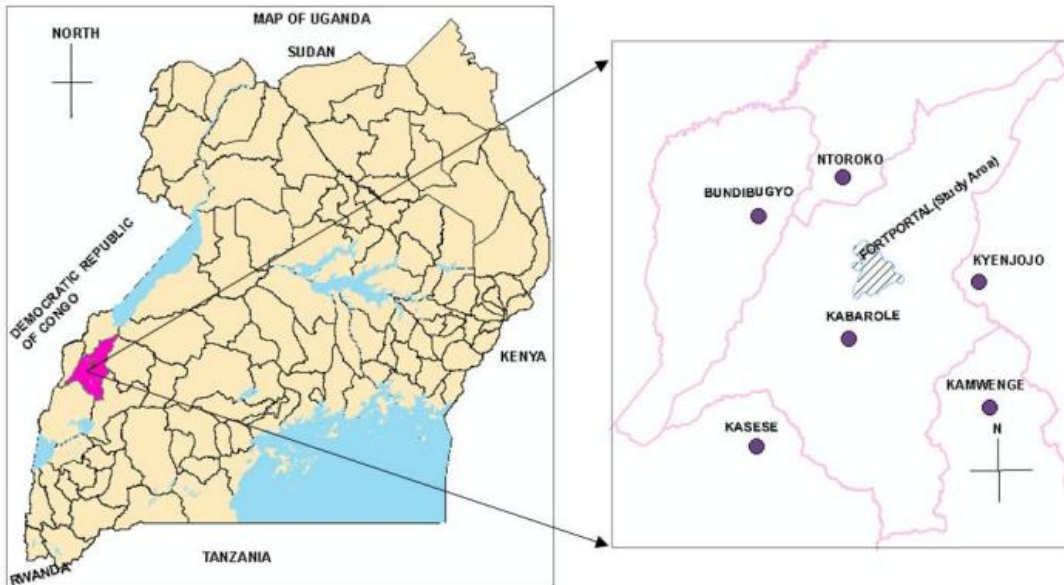 MAP OF UGANDA
NORTH
SUDAN
DEMOCRATIC REPUBLIC
OF CONGO
KENYA
TANZANIA
RWANDA
NTOROKO
BUNDIBUGYO
FORTPORTAL (Study Area)
KYENJOJO
KABAROLE
KAMWENGE
KASESE
N